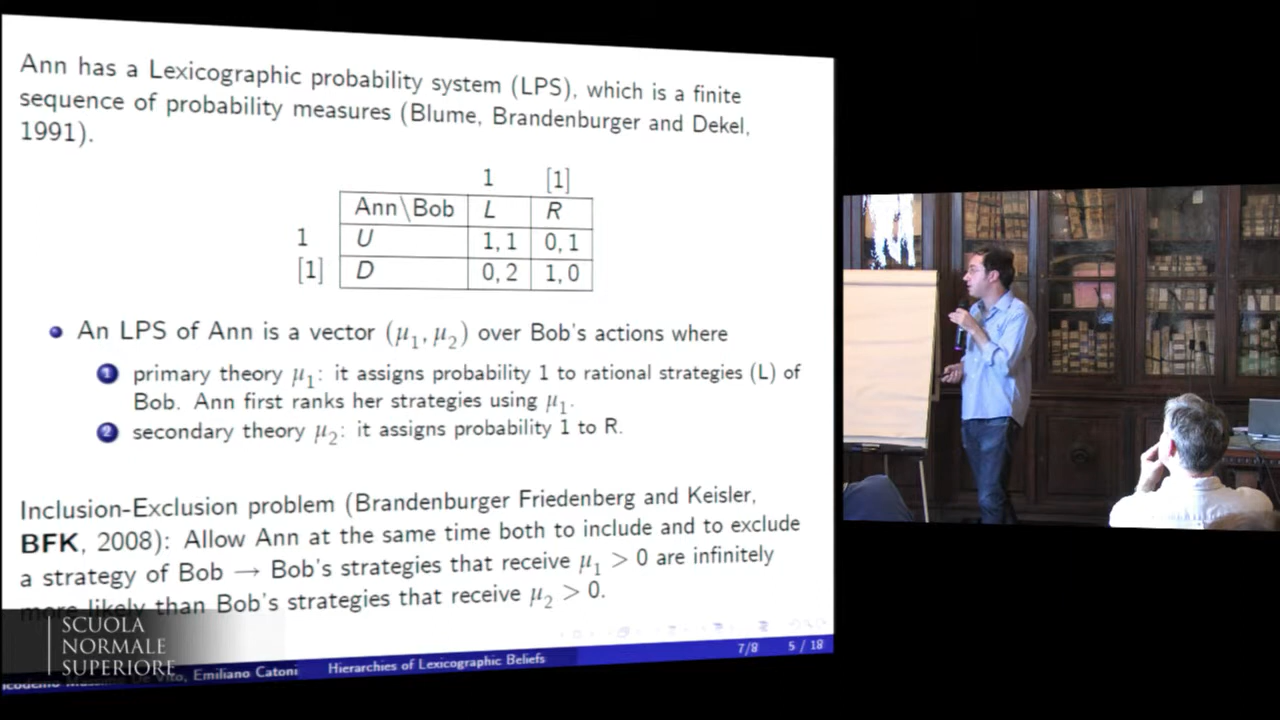 Ann has a Lexicographic probability system (LPS), which is a finite
sequence of probability measures (Blume, Brandenburger and Dekel,
1991).
1 [1]
Ann\Bob L R
1 U 1, 1 0, 1
[1] D 0, 2 1, 0
An LPS of Ann is a vector (μ₁, μ₂) over Bob's actions where
1 primary theory μ₁: it assigns probability 1 to rational strategies (L) of
Bob. Ann first ranks her strategies using μ₁.
2 secondary theory μ₂: it assigns probability 1 to R.
Inclusion-Exclusion problem (Brandenburger Friedenberg and Keisler,
BFK, 2008): Allow Ann at the same time both to include and to exclude
a strategy of Bob → Bob's strategies that receive μ₁ > 0 are infinitely
more likely than Bob's strategies that receive μ₂ > 0.
SCUOLA
NORMALE
SUPERIORE
De Vito, Emiliano Catoni Hierarchies of Lexicographic Beliefs 7/8 5 / 18